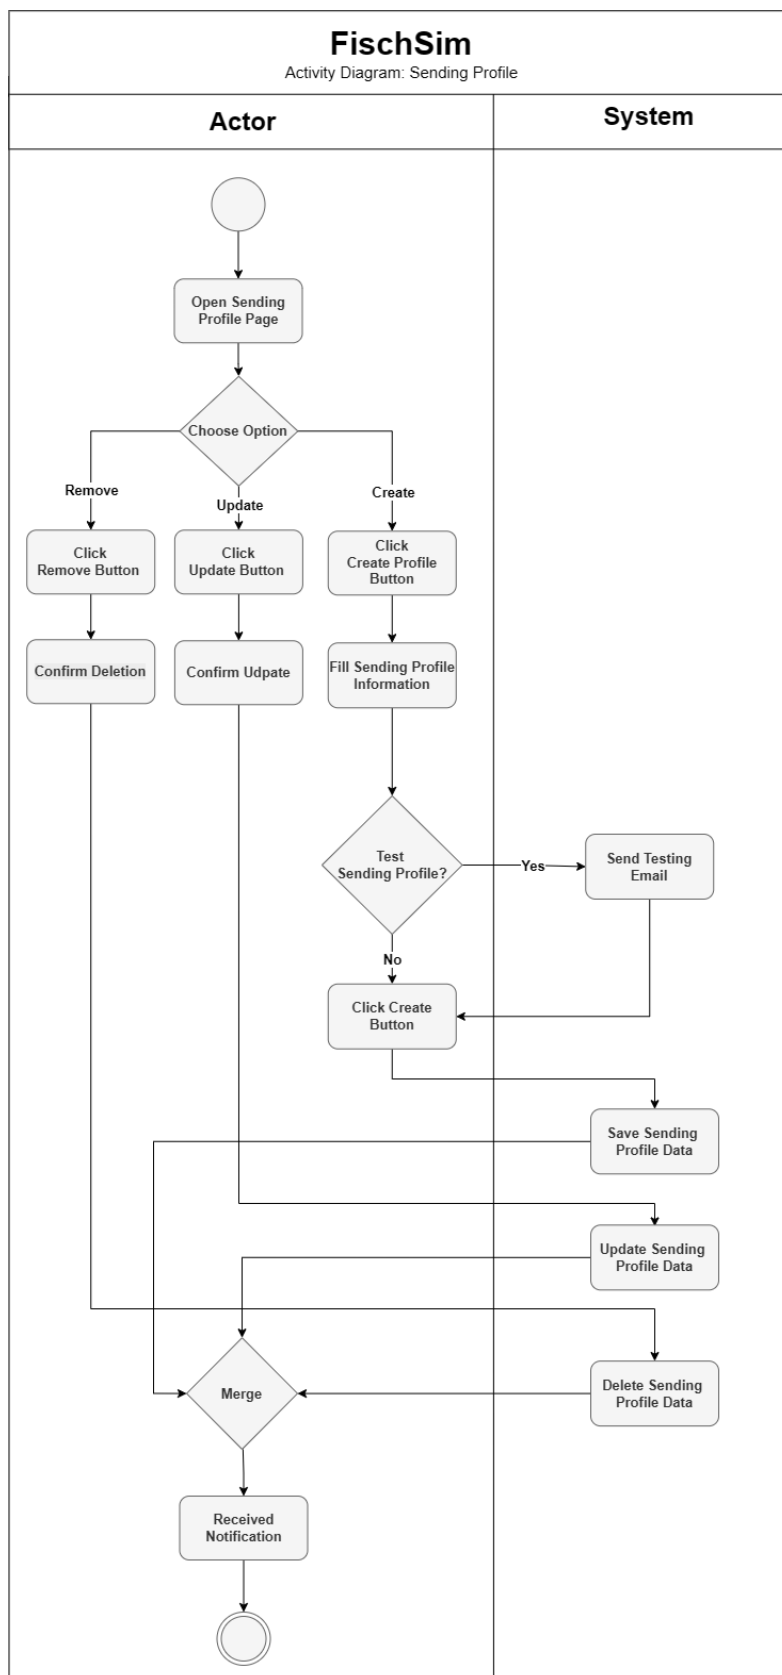 FischSim
Activity Diagram: Sending Profile
Actor
System
Open Sending
Profile Page
Choose Option
Remove
Update
Create
Click
Remove Button
Click
Update Button
Click
Create Profile
Button
Confirm Deletion
Confirm Udpate
Fill Sending Profile
Information
Test
Sending Profile?
Yes
Send Testing
Email
No
Click Create
Button
Save Sending
Profile Data
Update Sending
Profile Data
Merge
Delete Sending
Profile Data
Received
Notification